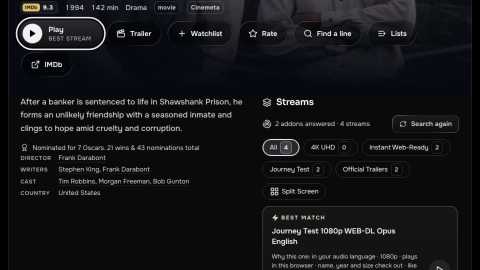 IMDb 9.3 1994 142 min Drama movie Cinemeta
Play
BEST STREAM
Trailer
Watchlist
Rate
Find a line
Lists
IMDb
After a banker is sentenced to life in Shawshank Prison, he
forms an unlikely friendship with a seasoned inmate and
clings to hope amid cruelty and corruption.
Nominated for 7 Oscars. 21 wins & 43 nominations total
DIRECTOR Frank Darabont
WRITERS Stephen King, Frank Darabont
CAST Tim Robbins, Morgan Freeman, Bob Gunton
COUNTRY United States
Streams
2 addons answered · 4 streams
Search again
All 4
4K UHD 0
Instant Web-Ready 2
Journey Test 2
Official Trailers 2
Split Screen
BEST MATCH
Journey Test 1080p WEB-DL Opus
English
Why this one: in your audio language · 1080p · plays
in this browser · name, year and size check out · like